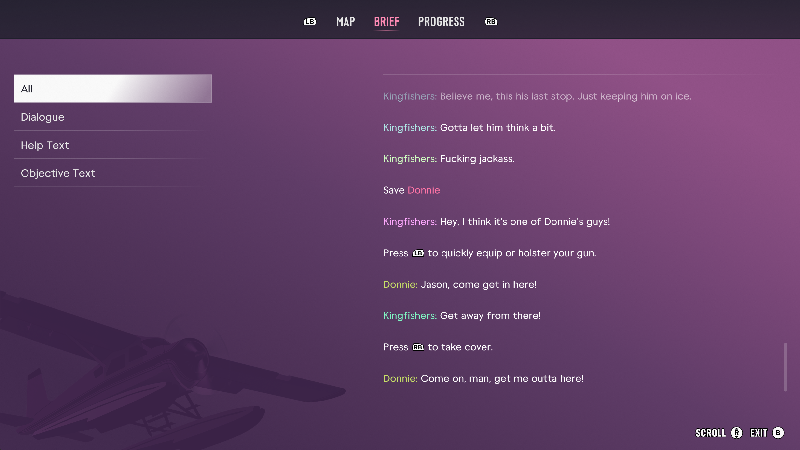 LB MAP BRIEF PROGRESS RB
All
Dialogue
Help Text
Objective Text
Kingfishers: Believe me, this his last stop. Just keeping him on ice.
Kingfishers: Gotta let him think a bit.
Kingfishers: Fucking jackass.
Save Donnie
Kingfishers: Hey, I think it's one of Donnie's guys!
Press LB to quickly equip or holster your gun.
Donnie: Jason, come get in here!
Kingfishers: Get away from there!
Press to take cover.
Donnie: Come on, man, get me outta here!
SCROLL R EXIT B